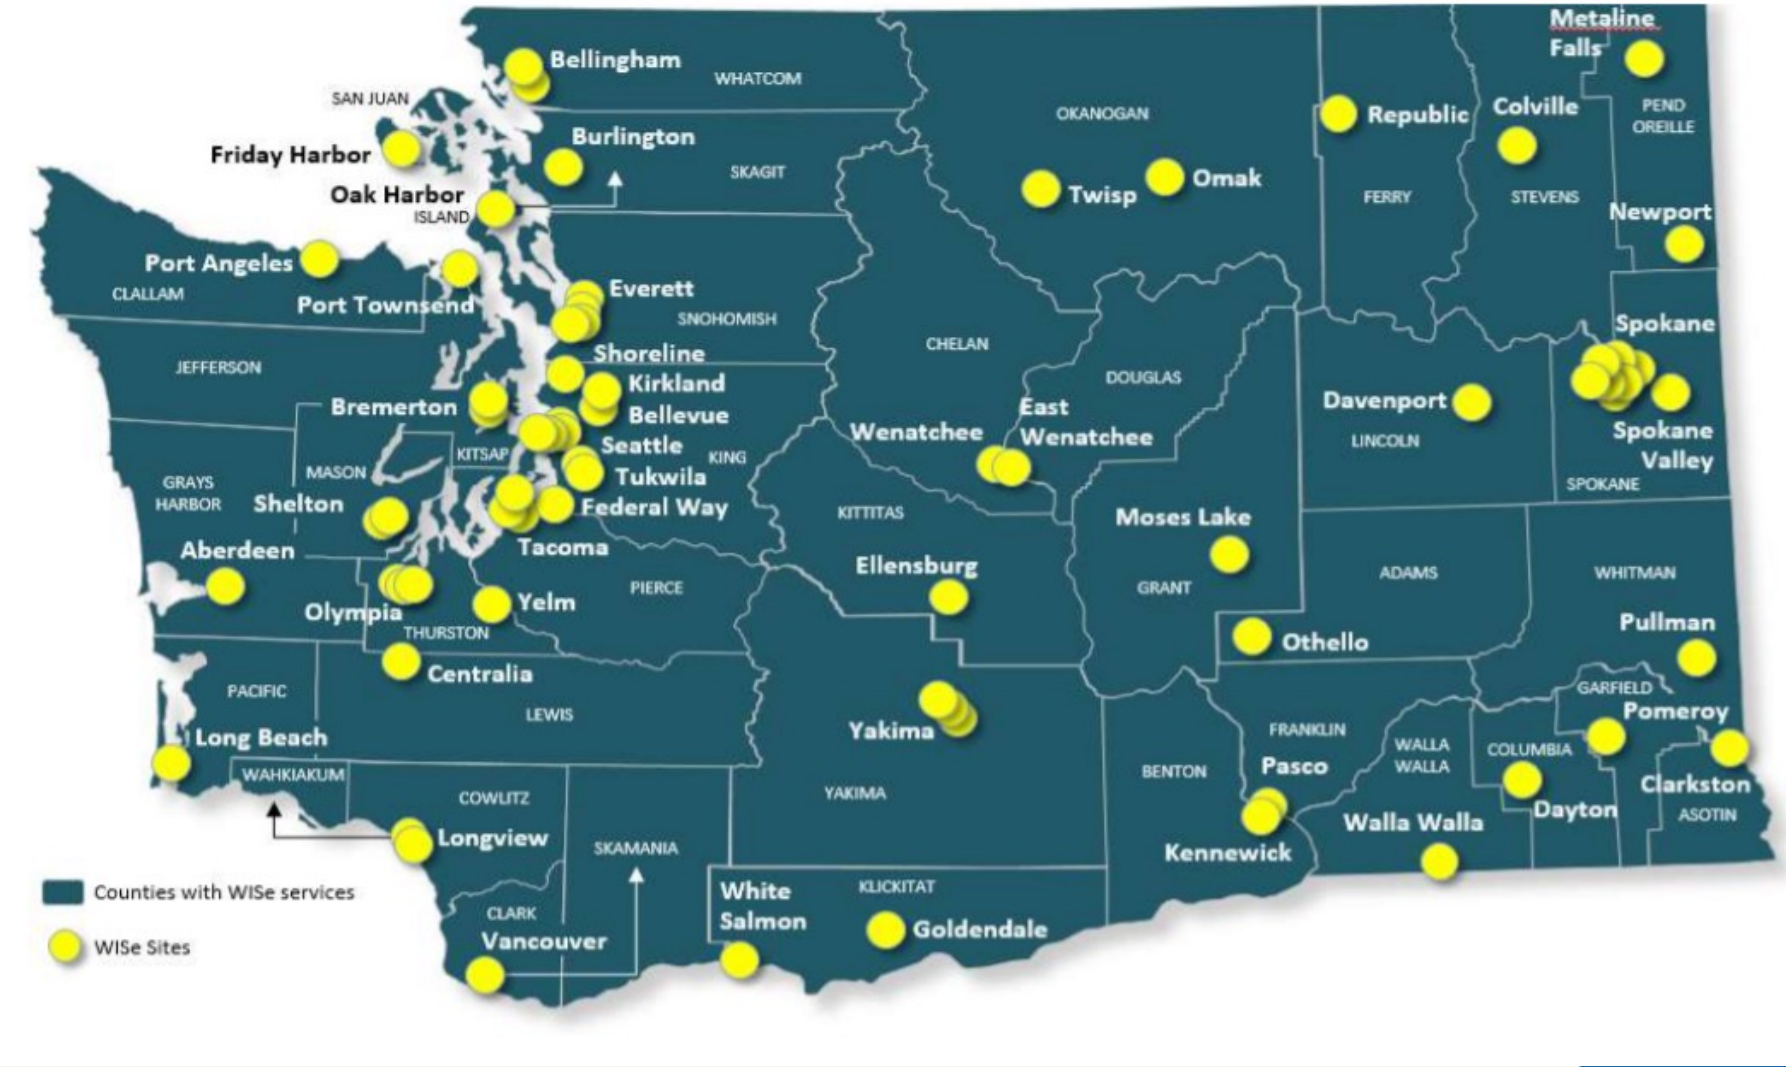 Metaline
Falls
Bellingham
WHATCOM
SAN JUAN
OKANOGAN
Republic
Colville
PEND
OREILLE
Burlington
Friday Harbor
SKAGIT
Omak
Twisp
FERRY
STEVENS
Oak Harbor
ISLAND
Newport
Port Angeles
CLALLAM
Port Townsend
Everett
SNOHOMISH
Spokane
CHELAN
Shoreline
JEFFERSON
DOUGLAS
Kirkland
Bremerton
Bellevue
East
Wenatchee
Wenatchee
Davenport
LINCOLN
Spokane
Valley
SPOKANE
Seattle
KITSAP
KING
MASON
Tukwila
GRAYS
HARBOR
Shelton
Federal Way
KITTITAS
Moses Lake
Aberdeen
Tacoma
Ellensburg
ADAMS
WHITMAN
PIERCE
GRANT
Olympia
Yelm
THURSTON
Pullman
Othello
Centralia
PACIFIC
GARFIELD
LEWIS
Pomeroy
Yakima
FRANKLIN
Long Beach
WALLA
WALLA
COLUMBIA
WAHKIAKUM
BENTON
Pasco
Clarkston
COWLITZ
YAKIMA
Dayton
ASOTIN
Walla Walla
Longview
SKAMANIA
Kennewick
Counties with WISe services
White
Salmon
KLICKITAT
CLARK
Goldendale
Vancouver
WISe Sites